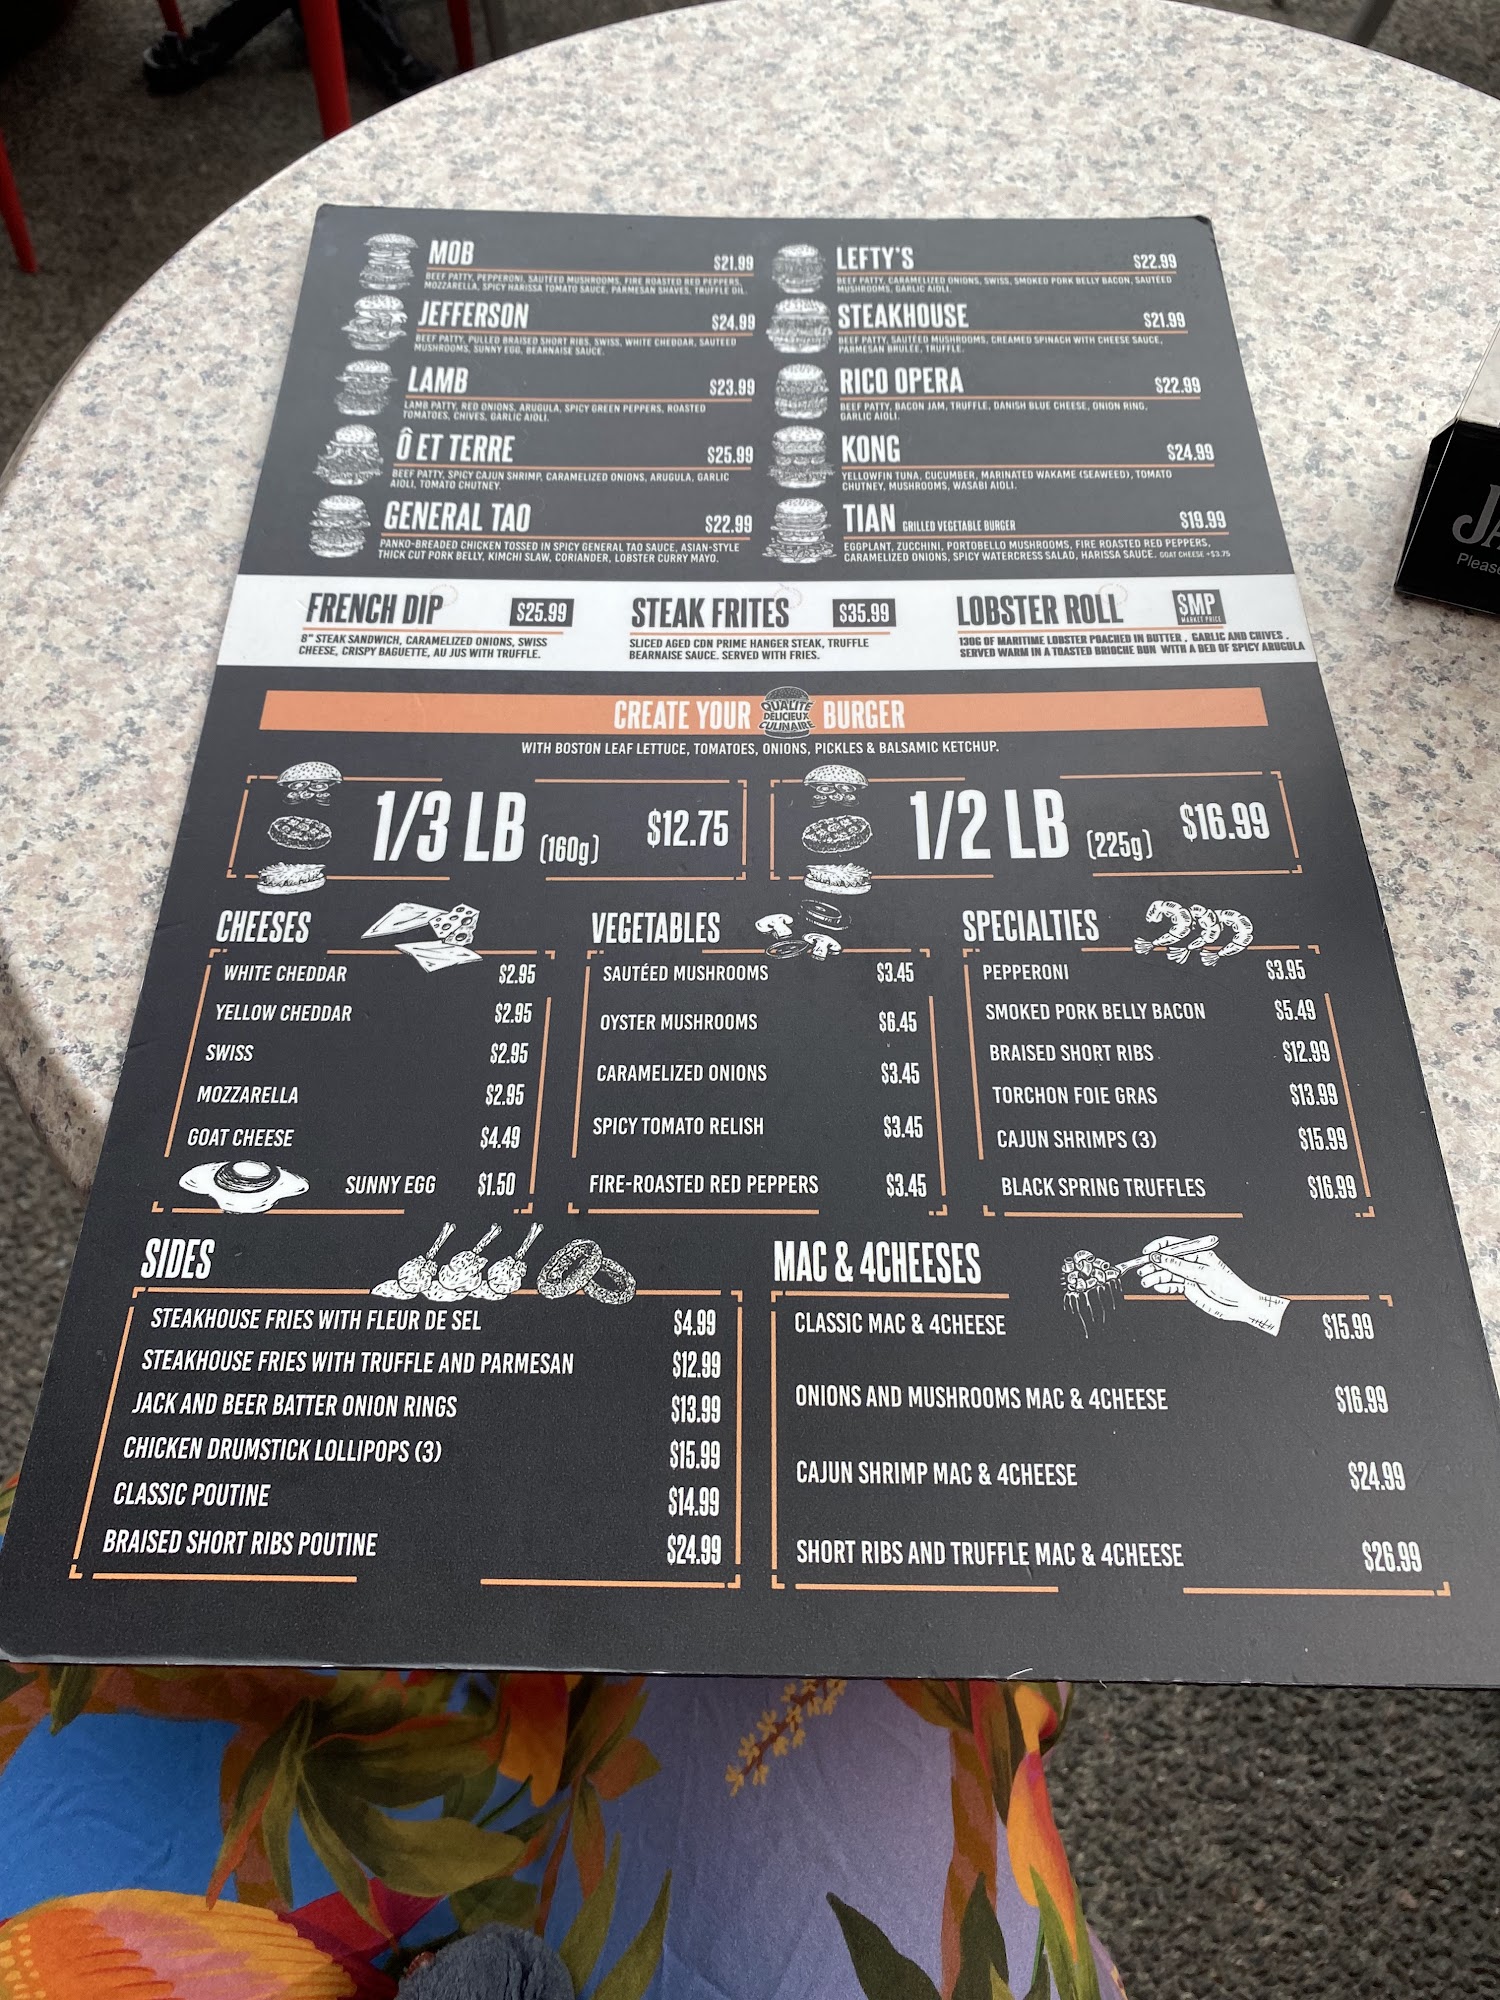 MOB $21.99
BEEF PATTY, PEPPERONI, SAUTÉED MUSHROOMS, FIRE ROASTED RED PEPPERS,
MOZZARELLA, SPICY HARISSA TOMATO SAUCE, PARMESAN SHAVES, TRUFFLE OIL.
JEFFERSON $24.99
BEEF PATTY, PULLED BRAISED SHORT RIBS, SWISS, WHITE CHEDDAR, SAUTÉED
MUSHROOMS, SUNNY EGG, BEARNAISE SAUCE.
LAMB $23.99
LAMB PATTY, RED ONIONS, ARUGULA, SPICY GREEN PEPPERS, ROASTED
TOMATOES, CHIVES, GARLIC AIOLI.
Ô ET TERRE $25.99
BEEF PATTY, SPICY CAJUN SHRIMP, CARAMELIZED ONIONS, ARUGULA, GARLIC
AIOLI, TOMATO CHUTNEY.
GENERAL TAO $22.99
PANKO-BREADED CHICKEN TOSSED IN SPICY GENERAL TAO SAUCE, ASIAN-STYLE
THICK CUT PORK BELLY, KIMCHI SLAW, CORIANDER, LOBSTER CURRY MAYO.
LEFTY'S $22.99
BEEF PATTY, CARAMELIZED ONIONS, SWISS, SMOKED PORK BELLY BACON, SAUTÉED
MUSHROOMS, GARLIC AIOLI.
STEAKHOUSE $21.99
BEEF PATTY, SAUTÉED MUSHROOMS, CREAMED SPINACH WITH CHEESE SAUCE,
PARMESAN BRULEE, TRUFFLE.
RICO OPERA $22.99
BEEF PATTY, BACON JAM, TRUFFLE, DANISH BLUE CHEESE, ONION RING,
GARLIC AIOLI.
KONG $24.99
YELLOWFIN TUNA, CUCUMBER, MARINATED WAKAME (SEAWEED), TOMATO
CHUTNEY, MUSHROOMS, WASABI AIOLI.
TIAN GRILLED VEGETABLE BURGER $19.99
EGGPLANT, ZUCCHINI, PORTOBELLO MUSHROOMS, FIRE ROASTED RED PEPPERS,
CARAMELIZED ONIONS, SPICY WATERCRESS SALAD, HARISSA SAUCE. GOAT CHEESE +$3.75
FRENCH DIP $25.99
8" STEAK SANDWICH, CARAMELIZED ONIONS, SWISS
CHEESE, CRISPY BAGUETTE, AU JUS WITH TRUFFLE.
STEAK FRITES $35.99
SLICED AGED CDN PRIME HANGER STEAK, TRUFFLE
BEARNAISE SAUCE. SERVED WITH FRIES.
LOBSTER ROLL $MP
MARKET PRICE
130G OF MARITIME LOBSTER POACHED IN BUTTER , GARLIC AND CHIVES .
SERVED WARM IN A TOASTED BRIOCHE BUN WITH A BED OF SPICY ARUGULA
CREATE YOUR QUALITE DELICIEUX CULINAIRE BURGER
WITH BOSTON LEAF LETTUCE, TOMATOES, ONIONS, PICKLES & BALSAMIC KETCHUP.
1/3 LB (160g) $12.75
1/2 LB (225g) $16.99
CHEESES
WHITE CHEDDAR $2.95
YELLOW CHEDDAR $2.95
SWISS $2.95
MOZZARELLA $2.95
GOAT CHEESE $4.49
SUNNY EGG $1.50
VEGETABLES
SAUTÉED MUSHROOMS $3.45
OYSTER MUSHROOMS $6.45
CARAMELIZED ONIONS $3.45
SPICY TOMATO RELISH $3.45
FIRE-ROASTED RED PEPPERS $3.45
SPECIALTIES
PEPPERONI $3.95
SMOKED PORK BELLY BACON $5.49
BRAISED SHORT RIBS $12.99
TORCHON FOIE GRAS $13.99
CAJUN SHRIMPS (3) $15.99
BLACK SPRING TRUFFLES $16.99
SIDES
STEAKHOUSE FRIES WITH FLEUR DE SEL $4.99
STEAKHOUSE FRIES WITH TRUFFLE AND PARMESAN $12.99
JACK AND BEER BATTER ONION RINGS $13.99
CHICKEN DRUMSTICK LOLLIPOPS (3) $15.99
CLASSIC POUTINE $14.99
BRAISED SHORT RIBS POUTINE $24.99
MAC & 4CHEESES
CLASSIC MAC & 4CHEESE $15.99
ONIONS AND MUSHROOMS MAC & 4CHEESE $16.99
CAJUN SHRIMP MAC & 4CHEESE $24.99
SHORT RIBS AND TRUFFLE MAC & 4CHEESE $26.99
JA
Please